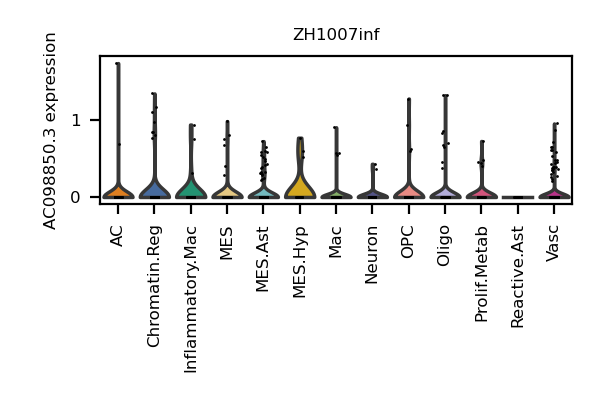 ZH1007inf
AC098850.3 expression
1
0
AC
Chromatin.Reg
Inflammatory.Mac
MES
MES.Ast
MES.Hyp
Mac
Neuron
OPC
Oligo
Prolif.Metab
Reactive.Ast
Vasc